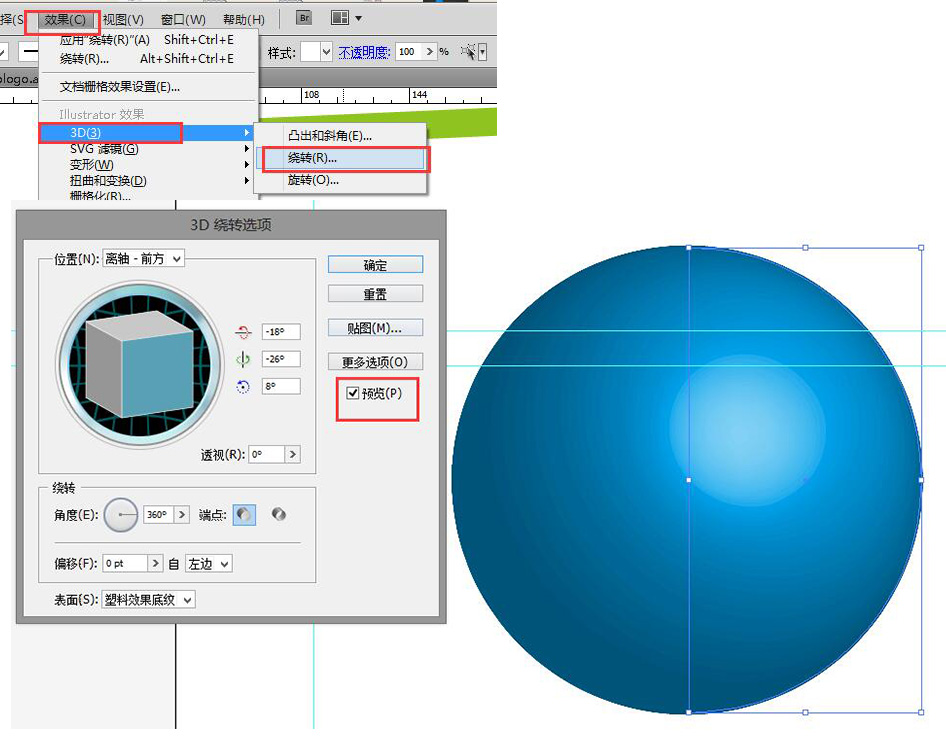 效果(C) 视图(V) 窗口(W) 帮助(H) Br
应用“绕转(R)”(A) Shift+Ctrl+E
绕转(R)... Alt+Shift+Ctrl+E
样式: 不透明度: 100 %
文档栅格效果设置(E)...
108 144
Illustrator 效果
3D(3)
凸出和斜角(E)...
SVG 滤镜(G)
绕转(R)...
变形(W)
扭曲和变换(D)
旋转(O)...
栅格化(R)...
3D 绕转选项
位置(N): 离轴 - 前方
确定
重置
贴图(M)...
-18°
-26°
更多选项(O)
8°
预览(P)
透视(R): 0°
绕转
角度(E): 360° 端点:
偏移(F): 0 pt 自 左边
表面(S): 塑料效果底纹